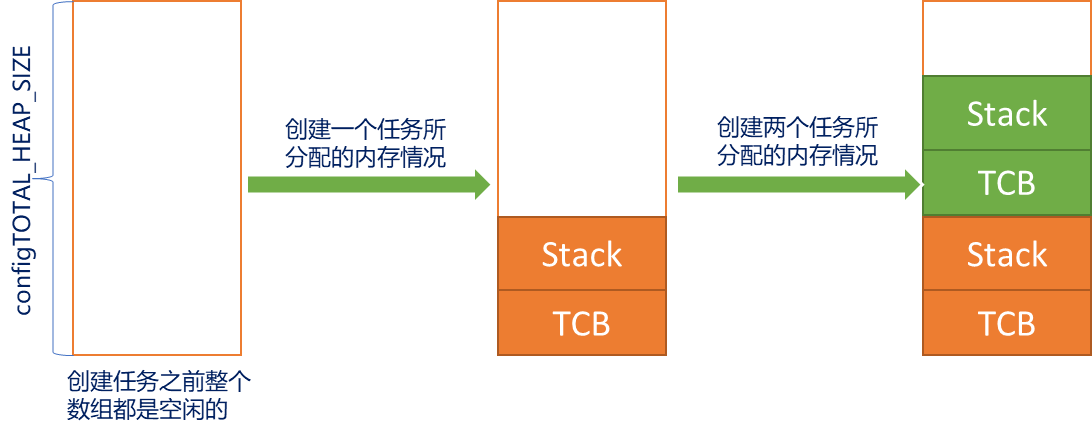 configTOTAL_HEAP_SIZE
创建任务之前整个
数组都是空闲的
创建一个任务所
分配的内存情况
Stack
TCB
创建两个任务所
分配的内存情况
Stack
TCB
Stack
TCB